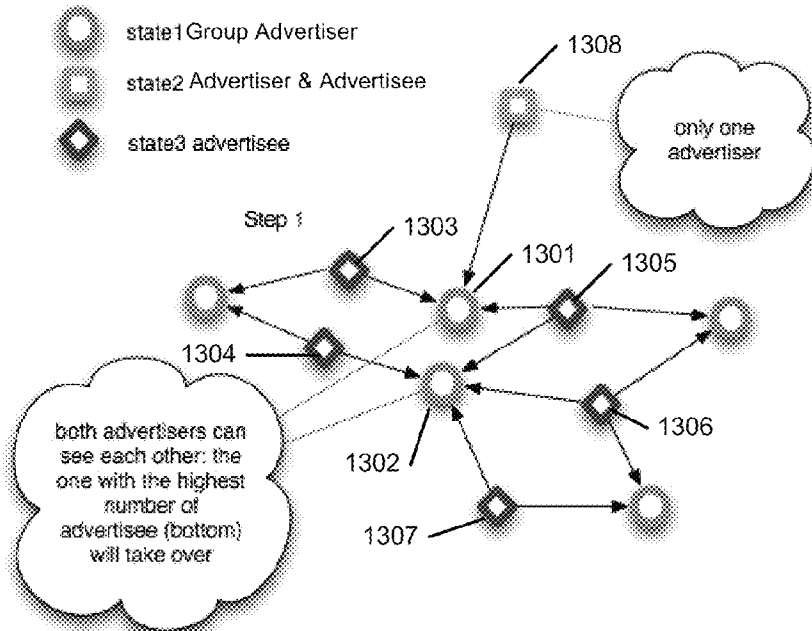 state1 Group Advertiser
state2 Advertiser & Advertisee
state3 advertisee
1308
only one
advertiser
Step 1
1303
1301
1305
1304
1302
1306
1307
both advertisers can
see each other: the
one with the highest
number of
advertisee (bottom)
will take over